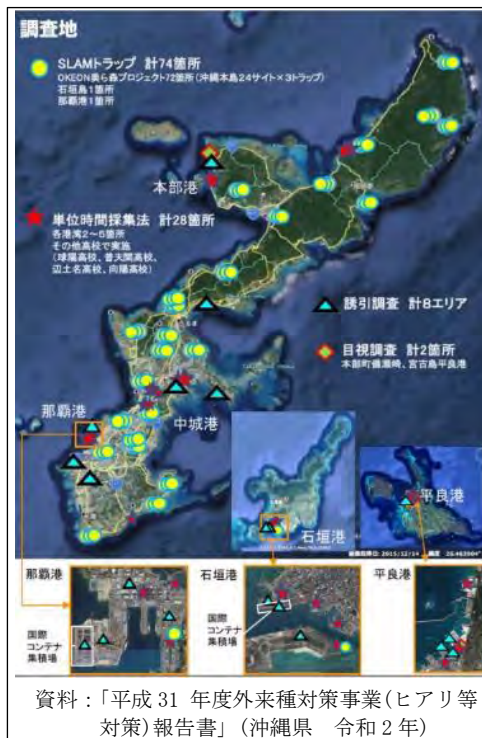 調査地
SLAMトラップ 計74箇所
OKEON美ら森プロジェクト72箇所(沖縄本島24サイト×3トラップ)
石垣島1箇所
那覇港1箇所
本部港
単位時間採集法 計28箇所
各港湾2～5箇所
その他高校で実施
(球陽高校、普天間高校、
辺土名高校、向陽高校)
誘引調査 計8エリア
目視調査 計2箇所
本部町備瀬崎、宮古島平良港
那覇港
中城港
石垣港
平良港
那覇港
石垣港
平良港
国際
コンテナ
集積場
国際
コンテナ
集積場
資料：「平成 31 年度外来種対策事業(ヒアリ等
対策)報告書」(沖縄県 令和2年)